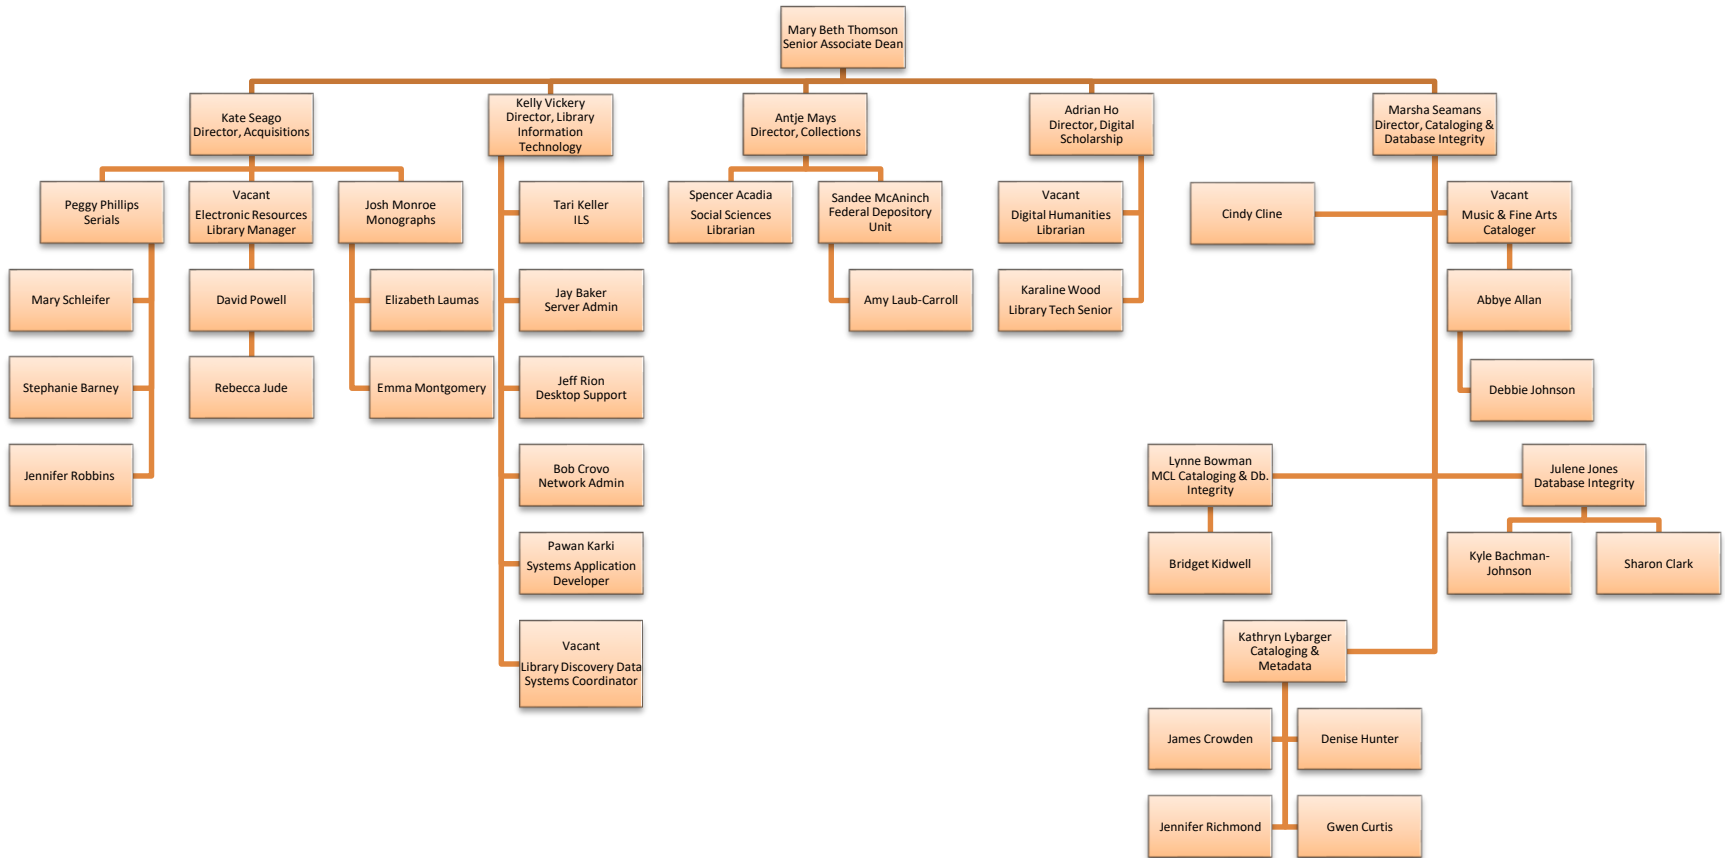 Mary Beth Thomson
Senior Associate Dean
Kate Seago
Director, Acquisitions
Kelly Vickery
Director, Library
Information
Technology
Antje Mays
Director, Collections
Adrian Ho
Director, Digital
Scholarship
Marsha Seamans
Director, Cataloging &
Database Integrity
Peggy Phillips
Serials
Vacant
Electronic Resources
Library Manager
Josh Monroe
Monographs
Tari Keller
ILS
Spencer Acadia
Social Sciences
Librarian
Sandee McAninch
Federal Depository
Unit
Vacant
Digital Humanities
Librarian
Cindy Cline
Vacant
Music & Fine Arts
Cataloger
Mary Schleifer
David Powell
Elizabeth Laumas
Jay Baker
Server Admin
Amy Laub-Carroll
Karaline Wood
Library Tech Senior
Abbye Allan
Stephanie Barney
Rebecca Jude
Emma Montgomery
Jeff Rion
Desktop Support
Debbie Johnson
Jennifer Robbins
Bob Crovo
Network Admin
Lynne Bowman
MCL Cataloging & Db.
Integrity
Julene Jones
Database Integrity
Pawan Karki
Systems Application
Developer
Bridget Kidwell
Kyle Bachman-
Johnson
Sharon Clark
Vacant
Library Discovery Data
Systems Coordinator
Kathryn Lybarger
Cataloging &
Metadata
James Crowden
Denise Hunter
Jennifer Richmond
Gwen Curtis